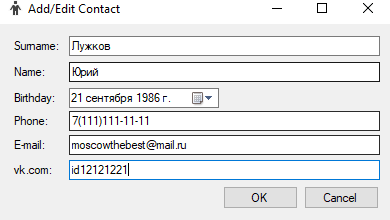 Add/Edit Contact
Surname: Лужков
Name: Юрий
Birthday: 21 сентября 1986 г.
Phone: 7(111)111-11-11
E-mail: moscowthebest@mail.ru
vk.com: id12121221
OK Cancel